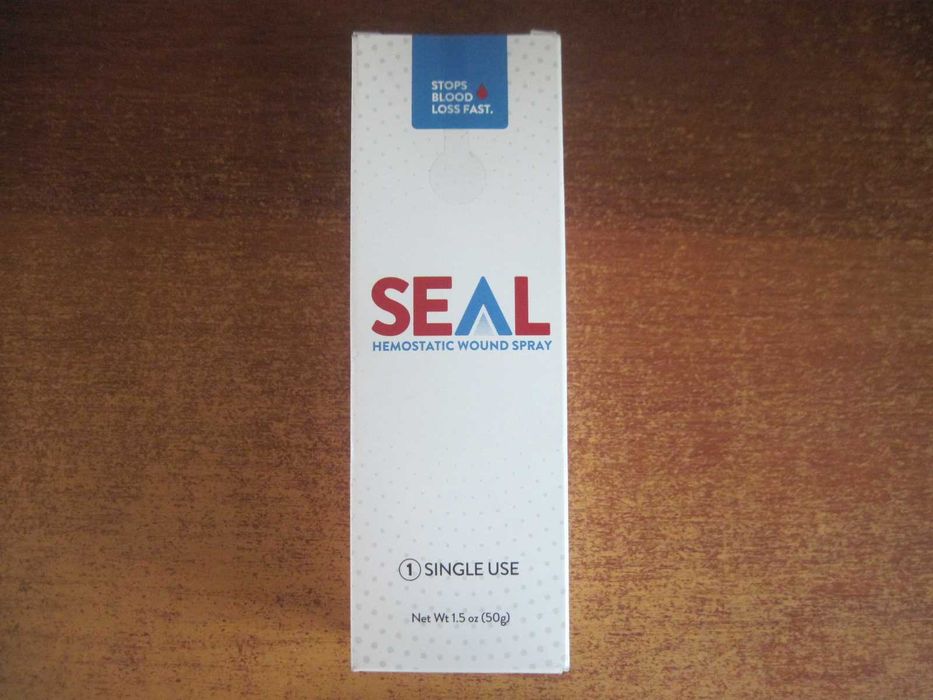 STOPS
BLOOD
LOSS FAST.
SEAL
HEMOSTATIC WOUND SPRAY
1 SINGLE USE
Net Wt 1.5 oz (50g)